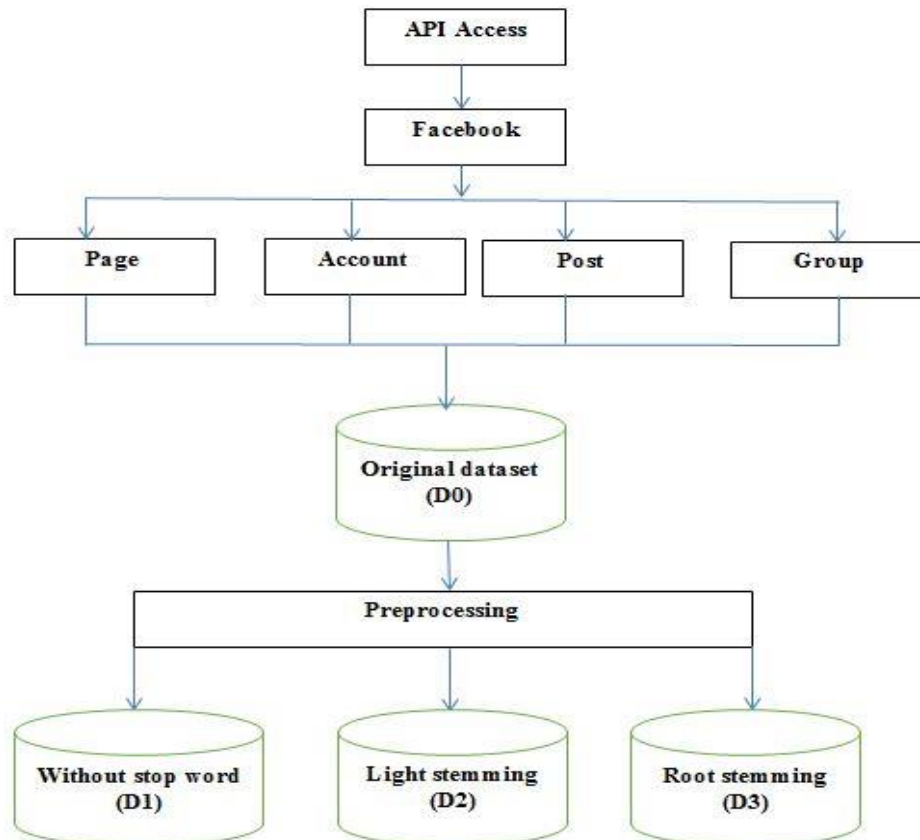 API Access
Facebook
Page
Account
Post
Group
Original dataset
(D0)
Preprocessing
Without stop word
(D1)
Light stemming
(D2)
Root stemming
(D3)